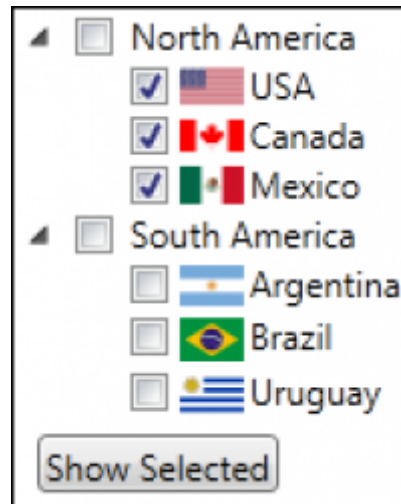 North America
USA
Canada
Mexico
South America
Argentina
Brazil
Uruguay
Show Selected